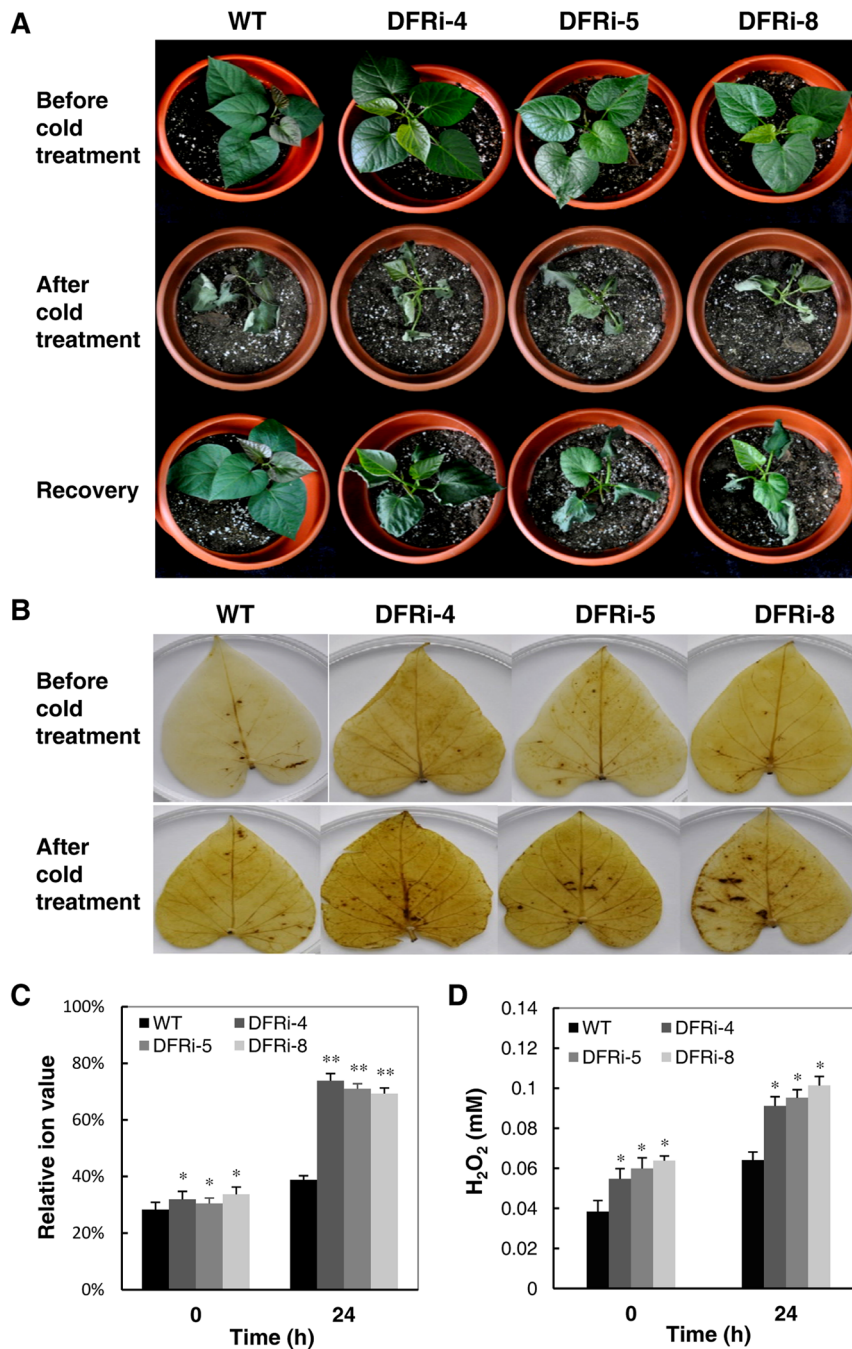 A
WT DFRi-4 DFRi-5 DFRi-8
Before
cold
treatment
After
cold
treatment
Recovery
B
WT DFRi-4 DFRi-5 DFRi-8
Before
cold
treatment
After
cold
treatment
C
100%
80%
60%
40%
20%
0%
Relative ion value
WT DFRi-4
DFRi-5 DFRi-8
* * *
** ** **
0 24
Time (h)
D
0.14
0.12
0.1
0.08
0.06
0.04
0.02
0
H₂O₂ (mM)
WT DFRi-4
DFRi-5 DFRi-8
* * *
* * *
0 24
Time (h)